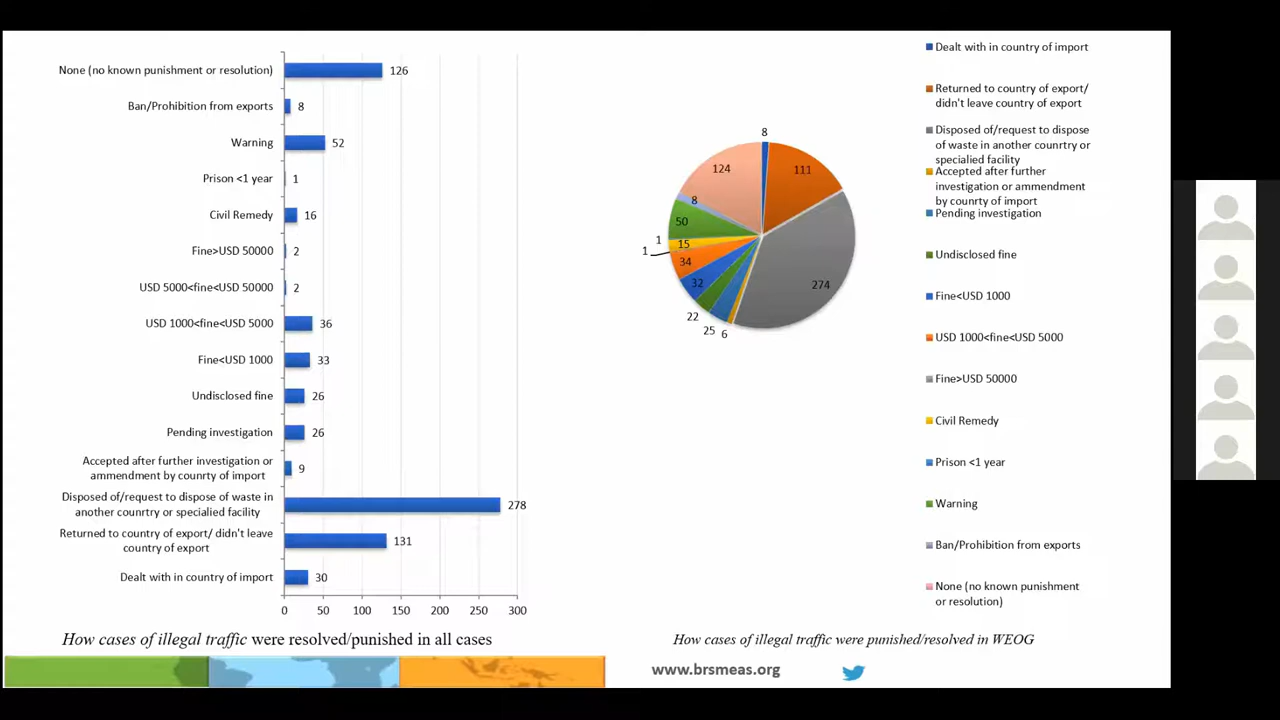 None (no known punishment or resolution)
126
Ban/Prohibition from exports
8
Warning
52
Prison <1 year
1
Civil Remedy
16
Fine>USD 50000
2
USD 5000<fine<USD 50000
2
USD 1000<fine<USD 5000
36
Fine<USD 1000
33
Undisclosed fine
26
Pending investigation
26
Accepted after further investigation or
ammendment by counrty of import
9
Disposed of/request to dispose of waste in
another counrtry or specialied facility
278
Returned to country of export/ didn't leave
country of export
131
Dealt with in country of import
30
0 50 100 150 200 250 300
How cases of illegal traffic were resolved/punished in all cases
8
111
274
6
25
22
32
34
1
15
1
50
8
124
Dealt with in country of import
Returned to country of export/
didn't leave country of export
Disposed of/request to dispose
of waste in another counrtry or
specialied facility
Accepted after further
investigation or ammendment
by counrty of import
Pending investigation
Undisclosed fine
Fine<USD 1000
USD 1000<fine<USD 5000
Fine>USD 50000
Civil Remedy
Prison <1 year
Warning
Ban/Prohibition from exports
None (no known punishment
or resolution)
How cases of illegal traffic were punished/resolved in WEOG
www.brsmeas.org